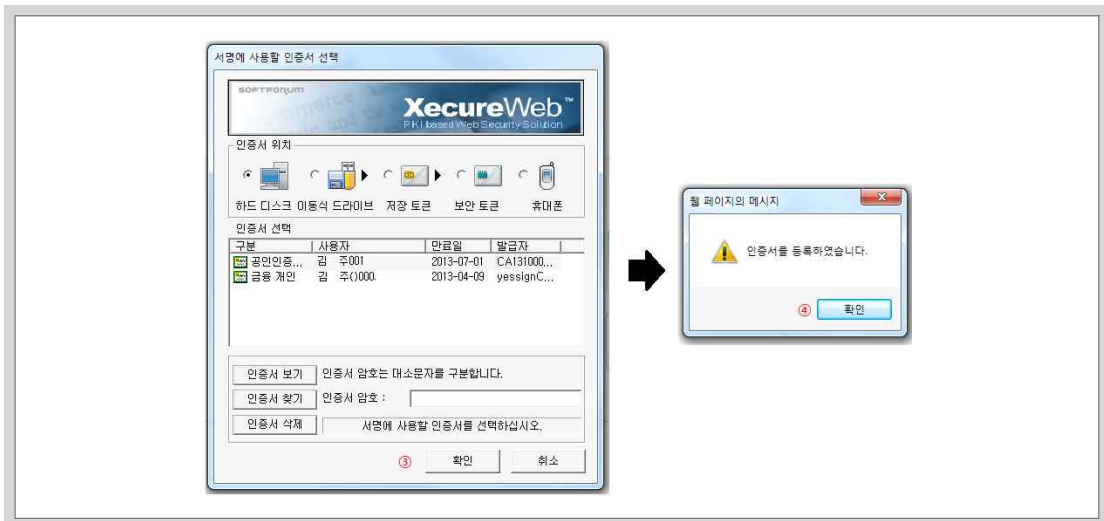 서명에 사용할 인증서 선택
SOFTFORUM
XecureWeb™
PKI based Web Security Solution
인증서 위치
하드 디스크 이동식 드라이브 저장 토큰 보안 토큰 휴대폰
인증서 선택
구분 사용자 만료일 발급자
공인인증... 김 주001 2013-07-01 CA131000...
금융 개인 김 주()000. 2013-04-09 yessignC...
인증서 보기 인증서 암호는 대소문자를 구분합니다.
인증서 찾기 인증서 암호 :
인증서 삭제 서명에 사용할 인증서를 선택하십시오.
③ 확인 취소
웹 페이지의 메시지
인증서를 등록하였습니다.
④ 확인